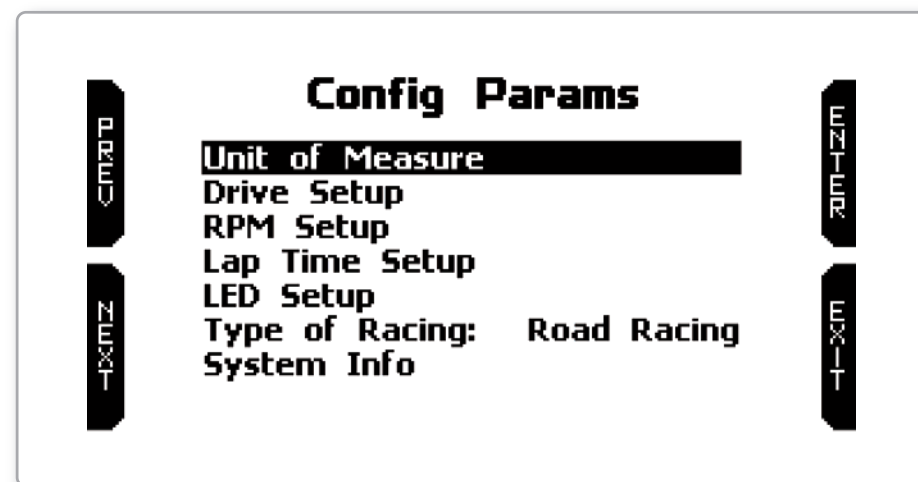 Config Params
PREV
ENTER
Unit of Measure
Drive Setup
RPM Setup
Lap Time Setup
LED Setup
Type of Racing: Road Racing
System Info
NEXT
EXIT